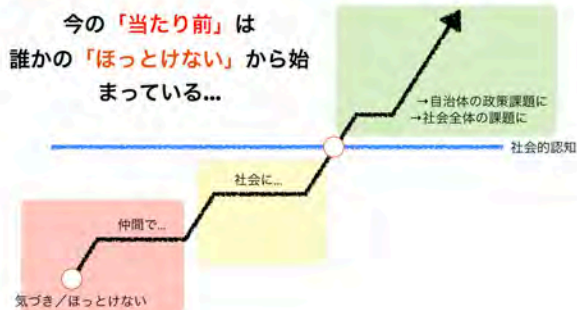 今の「当たり前」は
誰かの「ほっとけない」から始
まっている...
→自治体の政策課題に
→社会全体の課題に
社会的認知
社会に...
仲間で...
気づき／ほっとけない